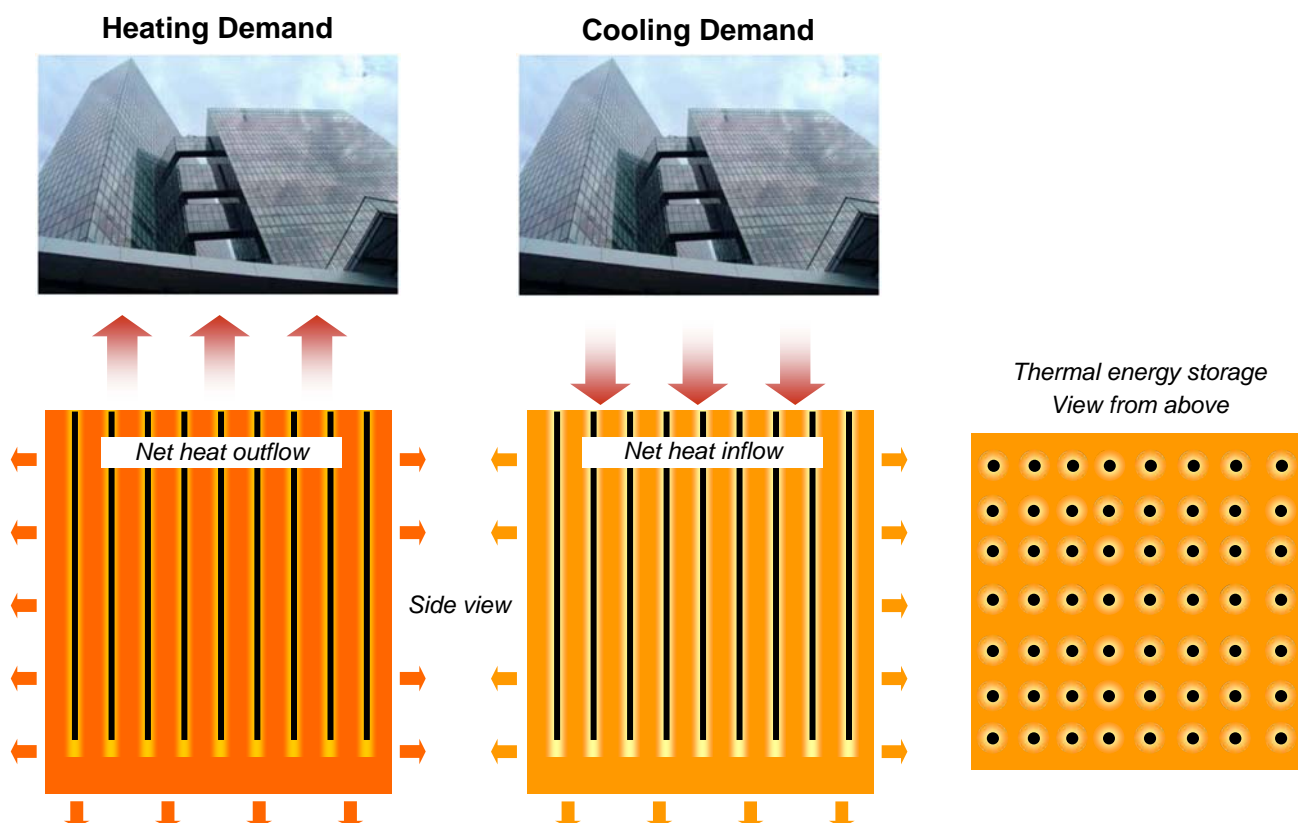 Heating Demand
Cooling Demand
Thermal energy storage
View from above
Net heat outflow
Net heat inflow
Side view